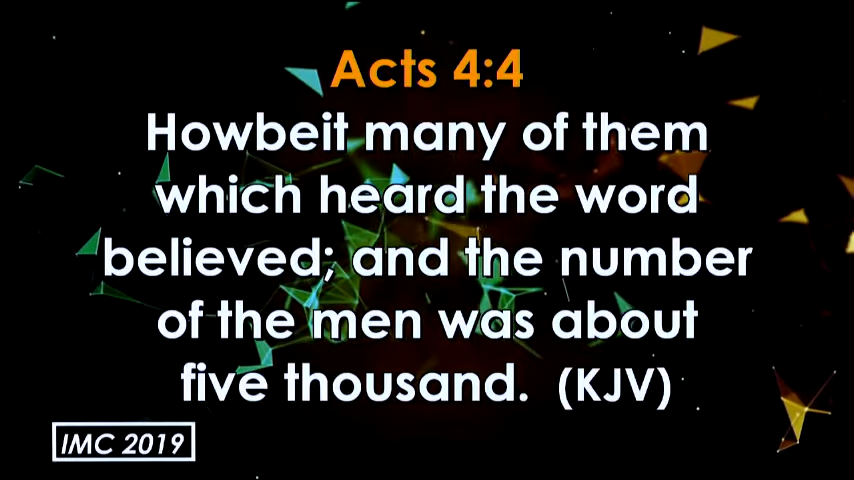 Acts 4:4
Howbeit many of them
which heard the word
believed; and the number
of the men was about
five thousand.  (KJV)
IMC 2019